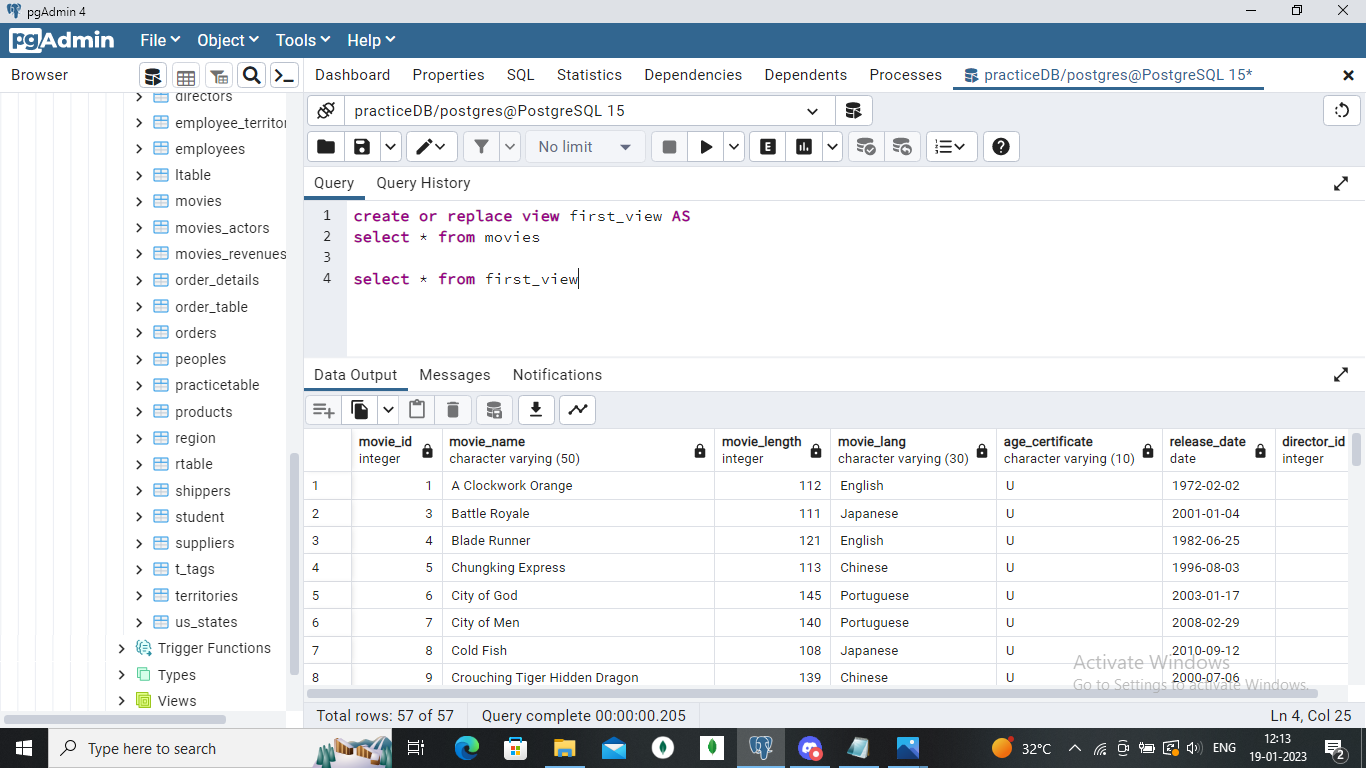 pgAdmin 4
pgAdmin File Object Tools Help
Browser
Dashboard Properties SQL Statistics Dependencies Dependents Processes practiceDB/postgres@PostgreSQL 15*
directors
employee_territo
employees
ltable
movies
movies_actors
movies_revenues
order_details
order_table
orders
peoples
practicetable
products
region
rtable
shippers
student
suppliers
t_tags
territories
us_states
Trigger Functions
Types
Views
practiceDB/postgres@PostgreSQL 15
No limit E
Query Query History
1 create or replace view first_view AS
2 select * from movies
3
4 select * from first_view
Data Output Messages Notifications
movie_id movie_name movie_length movie_lang age_certificate release_date director_id
integer character varying (50) integer character varying (30) character varying (10) date integer
1 1 A Clockwork Orange 112 English U 1972-02-02
2 3 Battle Royale 111 Japanese U 2001-01-04
3 4 Blade Runner 121 English U 1982-06-25
4 5 Chungking Express 113 Chinese U 1996-08-03
5 6 City of God 145 Portuguese U 2003-01-17
6 7 City of Men 140 Portuguese U 2008-02-29
7 8 Cold Fish 108 Japanese U 2010-09-12
8 9 Crouching Tiger Hidden Dragon 139 Chinese U 2000-07-06
Activate Windows
Go to Settings to activate Windows.
Total rows: 57 of 57 Query complete 00:00:00.205 Ln 4, Col 25
Type here to search 32°C ENG 12:13
19-01-2023 2